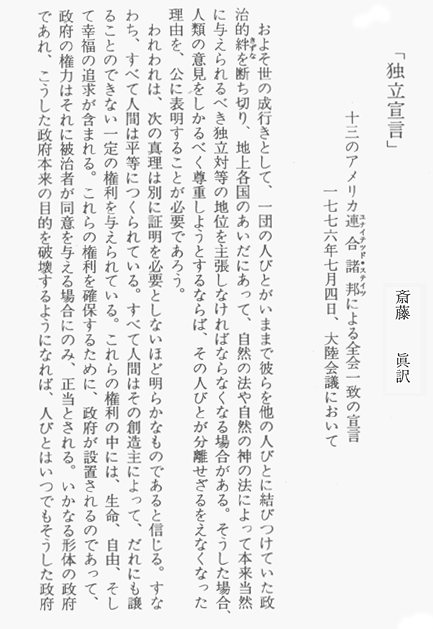 「独立宣言」
十三のアメリカ連合諸邦による全会一致の宣言
ユナイテッド・ステイツ
一七七六年七月四日、大陸会議において
斎藤 眞訳
およそ世の成行きとして、一団の人びとがいままで彼らを他の人びとに結びつけていた政
治的絆を断ち切り、地上各国のあいだにあって、自然の法や自然の神の法によって本来当然
きずな
に与えられるべき独立対等の地位を主張しなければならなくなる場合がある。そうした場合、
人類の意見をしかるべく尊重しようとするならば、その人びとが分離せざるをえなくなった
理由を、公に表明することが必要であろう。
われわれは、次の真理は別に証明を必要としないほど明らかなものであると信じる。すな
わち、すべて人間は平等につくられている。すべて人間はその創造主によって、だれにも譲
ることのできない一定の権利を与えられている。これらの権利の中には、生命、自由、そし
て幸福の追求が含まれる。これらの権利を確保するために、政府が設置されるのであって、
政府の権力はそれに被治者が同意を与える場合にのみ、正当とされる。いかなる形体の政府
であれ、こうした政府本来の目的を破壊するようになれば、人びとはいつでもそうした政府